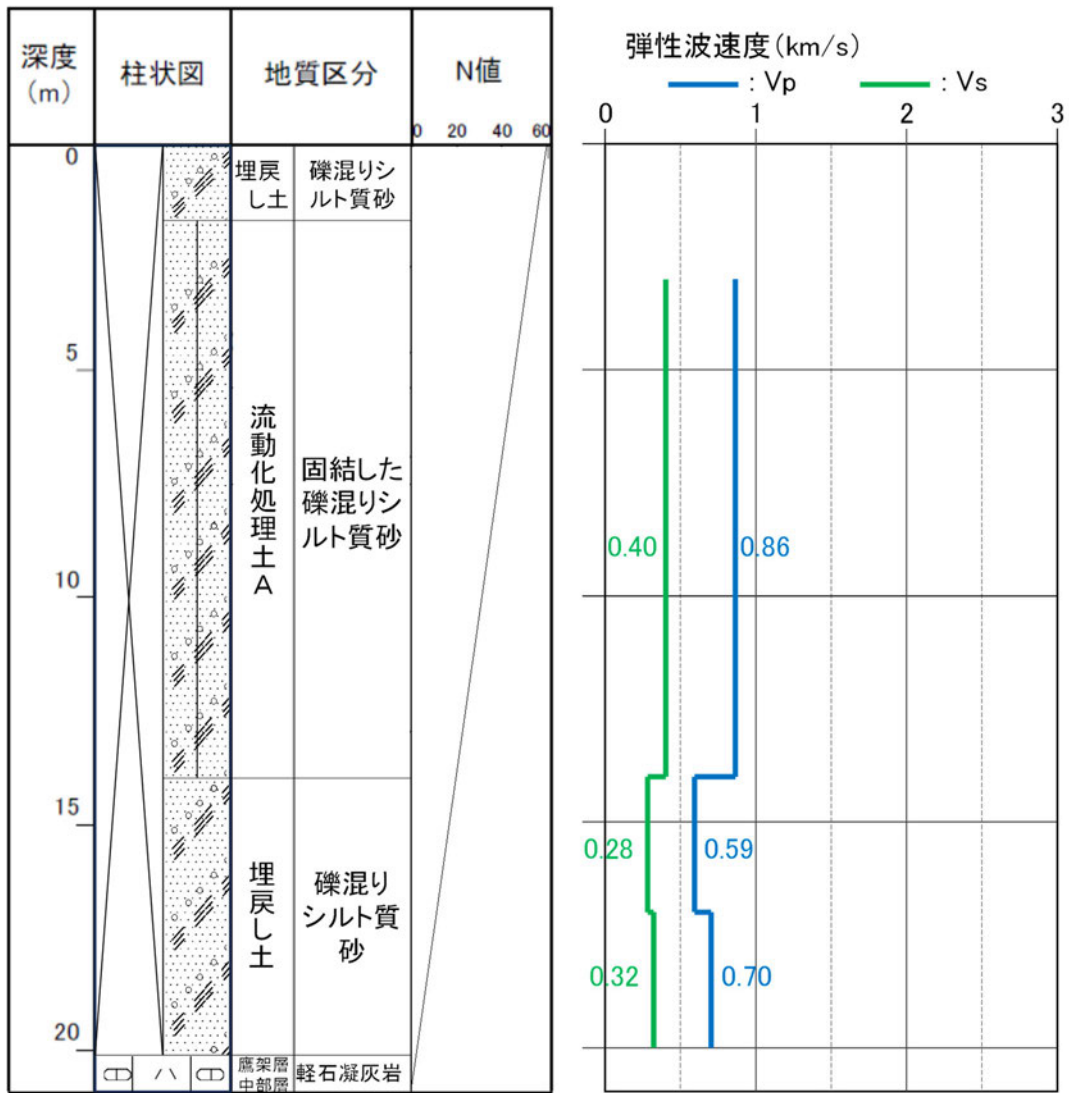 深度
(m)
柱状図
地質区分
N値
0 20 40 60
0
5
10
15
20
埋戻
し土
礫混りシ
ルト質砂
流動化処理土A
固結した
礫混りシ
ルト質砂
埋戻し土
礫混り
シルト質
砂
鷹架層
中部層
軽石凝灰岩
弾性波速度(km/s)
: Vp : Vs
0 1 2 3
0.40 0.86
0.28 0.59
0.32 0.70